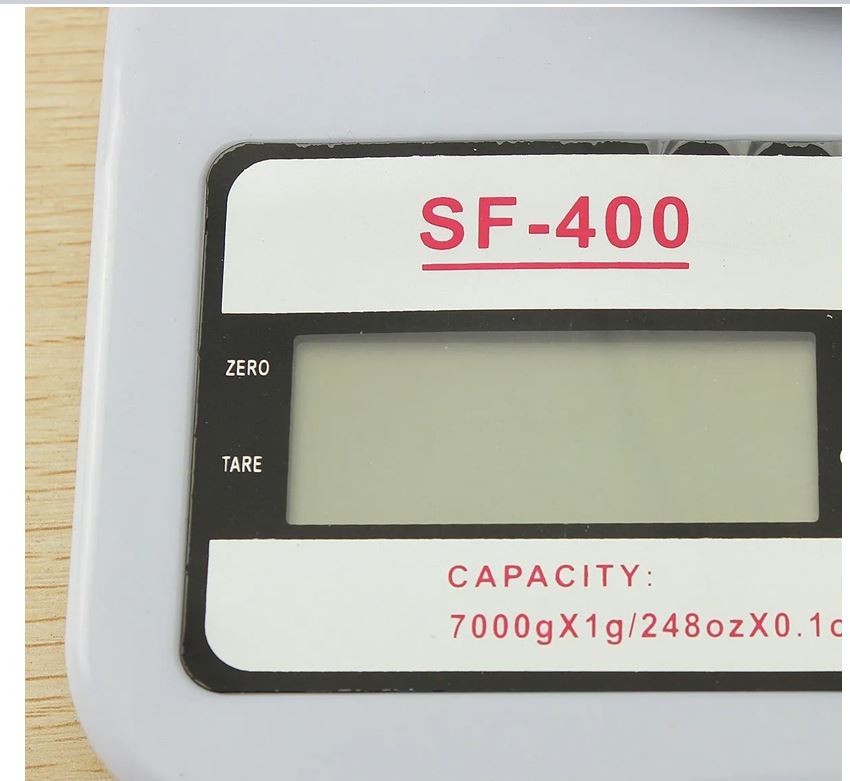 SF-400
ZERO
TARE
CAPACITY:
7000gX1g/248ozX0.1